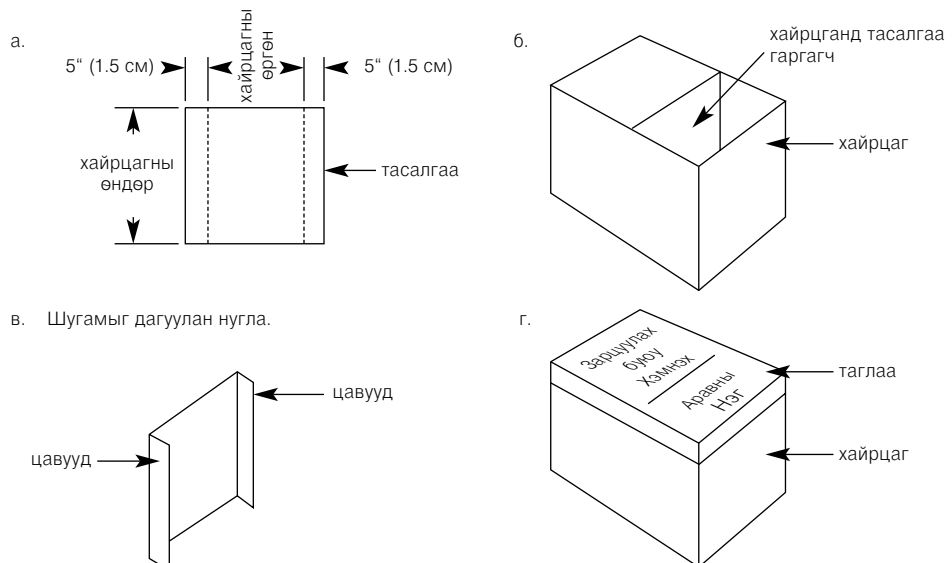 а.
5“ (1.5 см)
хайрцагны
өргөн
5“ (1.5 см)
хайрцагны
өндөр
тасалгаа
б.
хайрцганд тасалгаа
гаргагч
хайрцаг
в. Шугамыг дагуулан нугла.
цавууд
цавууд
г.
Зарцуулах
буюу
Хэмнэх
Аравны
Нэг
таглаа
хайрцаг